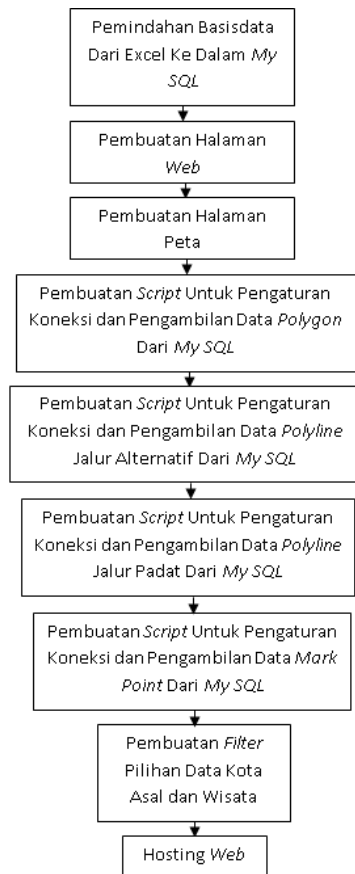 Pemindahan Basisdata
Dari Excel Ke Dalam My
SQL
Pembuatan Halaman
Web
Pembuatan Halaman
Peta
Pembuatan Script Untuk Pengaturan
Koneksi dan Pengambilan Data Polygon
Dari My SQL
Pembuatan Script Untuk Pengaturan
Koneksi dan Pengambilan Data Polyline
Jalur Alternatif Dari My SQL
Pembuatan Script Untuk Pengaturan
Koneksi dan Pengambilan Data Polyline
Jalur Padat Dari My SQL
Pembuatan Script Untuk Pengaturan
Koneksi dan Pengambilan Data Mark
Point Dari My SQL
Pembuatan Filter
Pilihan Data Kota
Asal dan Wisata
Hosting Web